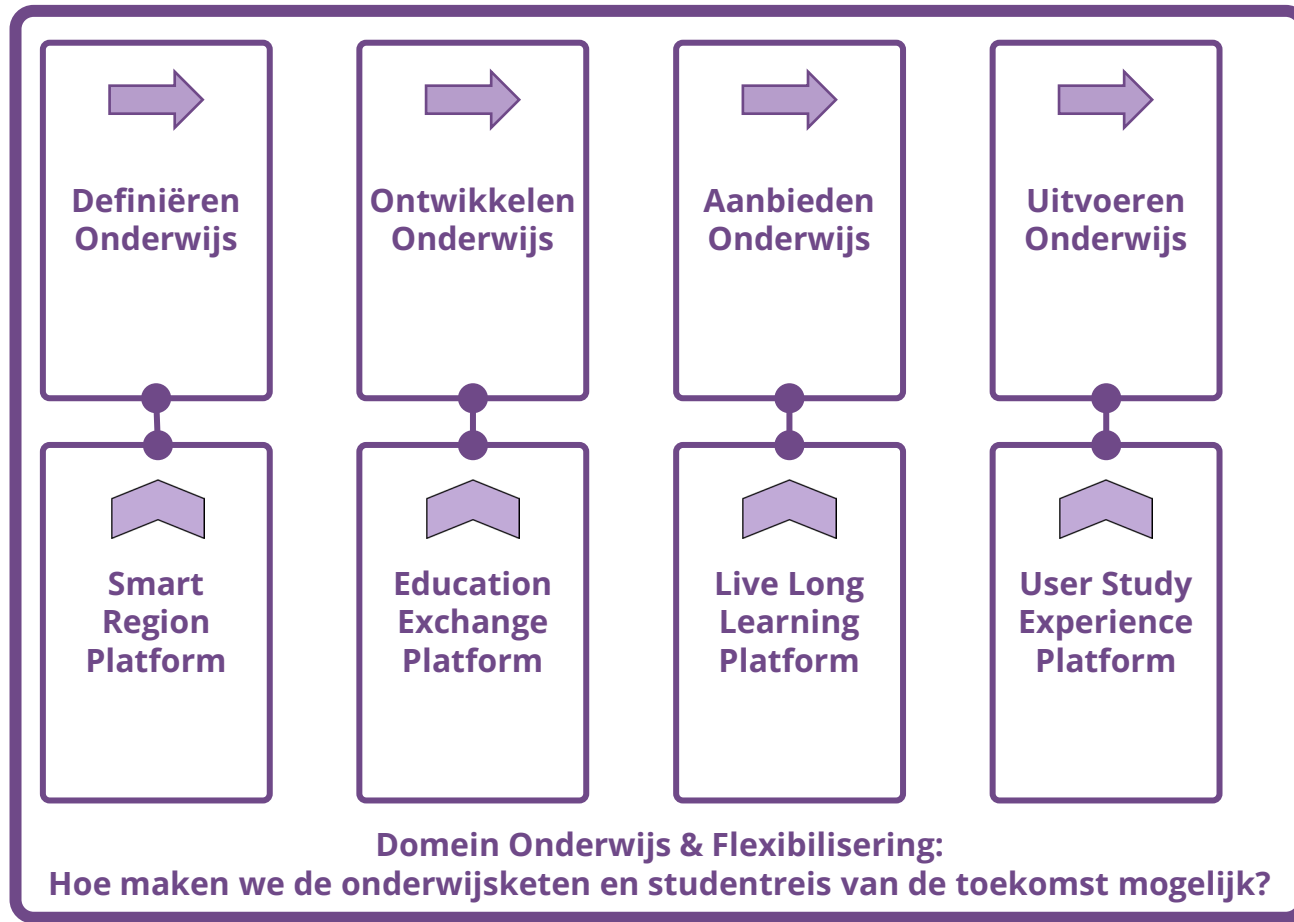 Definiëren
Onderwijs
Ontwikkelen
Onderwijs
Aanbieden
Onderwijs
Uitvoeren
Onderwijs
Smart
Region
Platform
Education
Exchange
Platform
Live Long
Learning
Platform
User Study
Experience
Platform
Domein Onderwijs & Flexibilisering:
Hoe maken we de onderwijsketen en studentreis van de toekomst mogelijk?